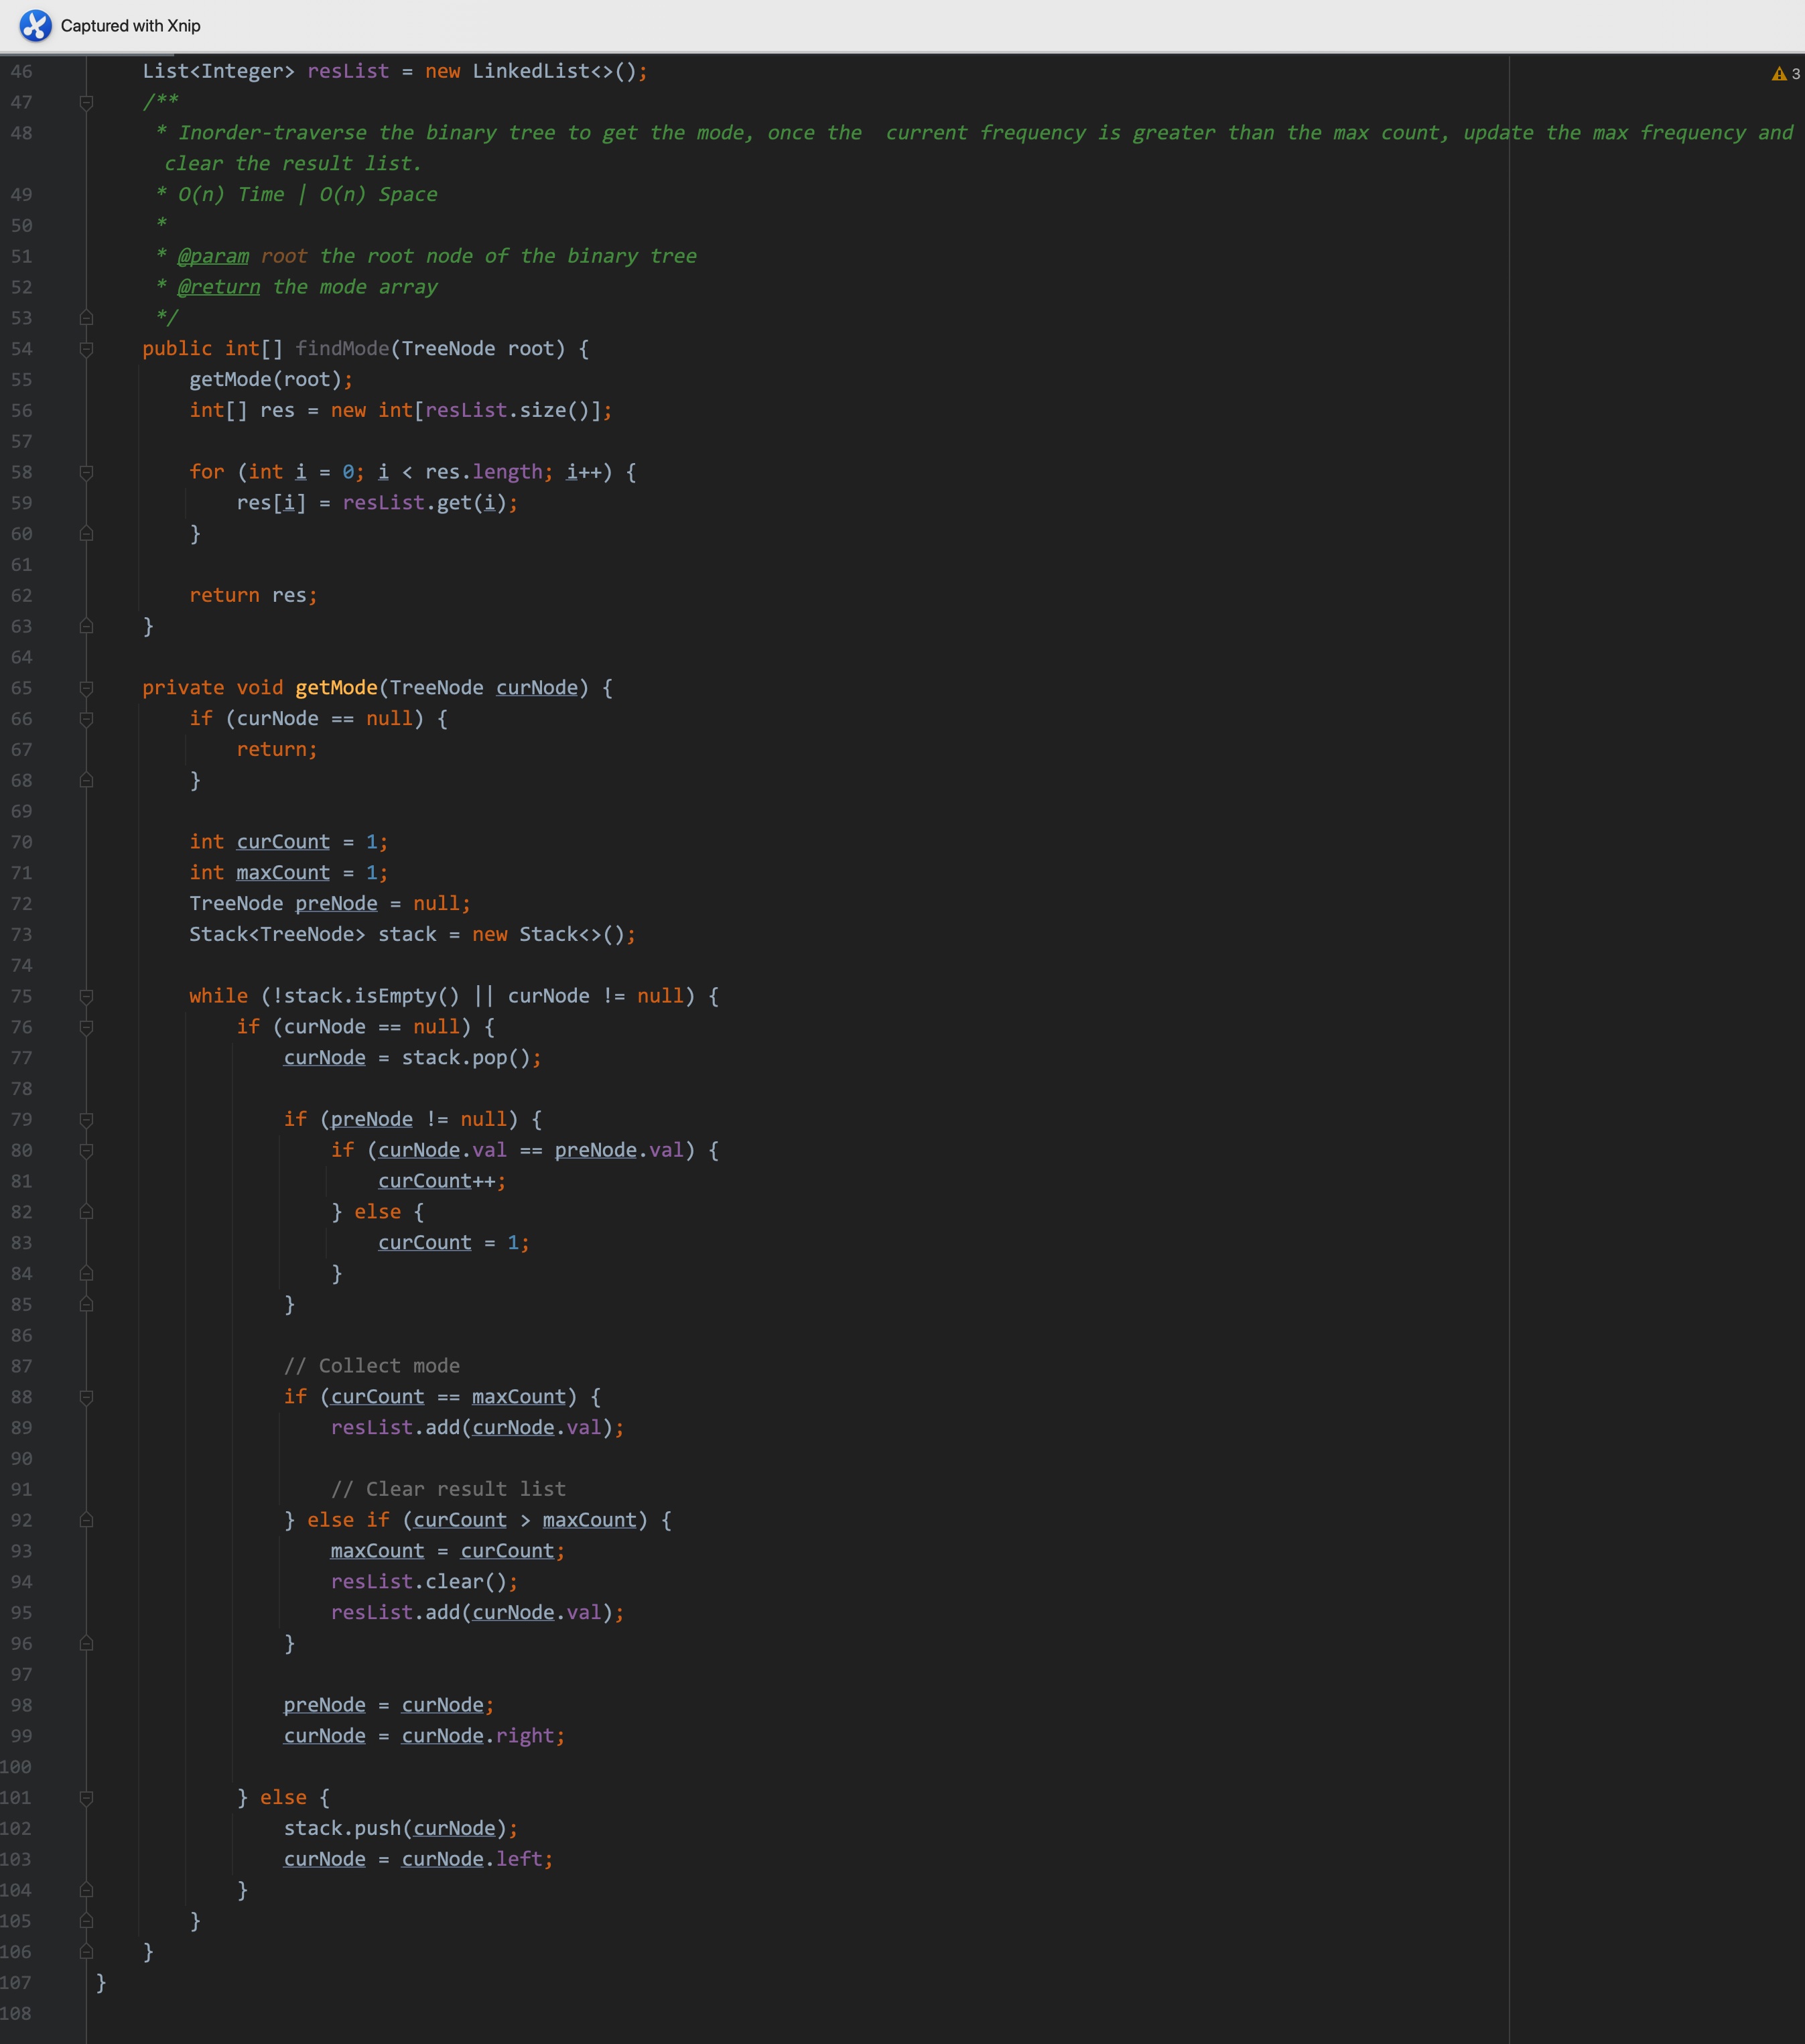 Captured with Xnip
46 List<Integer> resList = new LinkedList<>();
3
47 /**
48 * Inorder-traverse the binary tree to get the mode, once the  current frequency is greater than the max count, update the max frequency and
clear the result list.
49 * O(n) Time | O(n) Space
50 *
51 * @param root the root node of the binary tree
52 * @return the mode array
53 */
54 public int[] findMode(TreeNode root) {
55 getMode(root);
56 int[] res = new int[resList.size()];
57
58 for (int i = 0; i < res.length; i++) {
59 res[i] = resList.get(i);
60 }
61
62 return res;
63 }
64
65 private void getMode(TreeNode curNode) {
66 if (curNode == null) {
67 return;
68 }
69
70 int curCount = 1;
71 int maxCount = 1;
72 TreeNode preNode = null;
73 Stack<TreeNode> stack = new Stack<>();
74
75 while (!stack.isEmpty() || curNode != null) {
76 if (curNode == null) {
77 curNode = stack.pop();
78
79 if (preNode != null) {
80 if (curNode.val == preNode.val) {
81 curCount++;
82 } else {
83 curCount = 1;
84 }
85 }
86
87 // Collect mode
88 if (curCount == maxCount) {
89 resList.add(curNode.val);
90
91 // Clear result list
92 } else if (curCount > maxCount) {
93 maxCount = curCount;
94 resList.clear();
95 resList.add(curNode.val);
96 }
97
98 preNode = curNode;
99 curNode = curNode.right;
100
101 } else {
102 stack.push(curNode);
103 curNode = curNode.left;
104 }
105 }
106 }
107 }
108